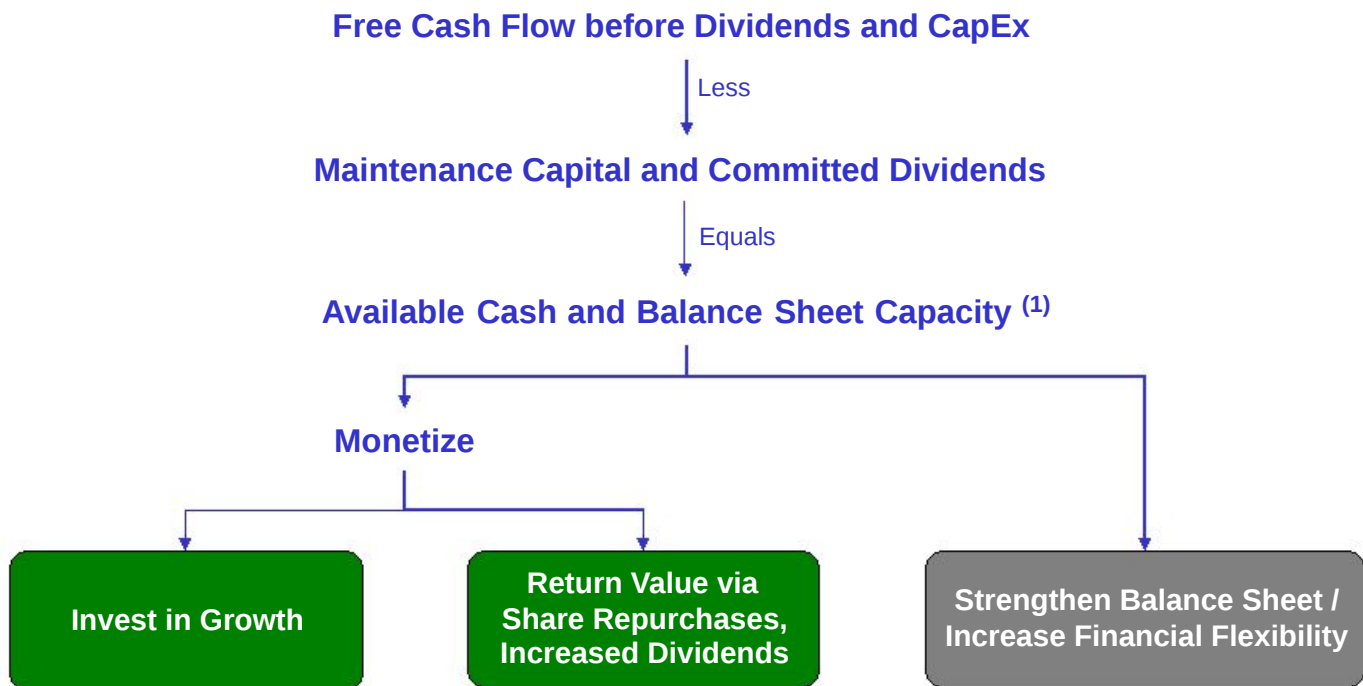 Free Cash Flow before Dividends and CapEx
Less
Maintenance Capital and Committed Dividends
Equals
Available Cash and Balance Sheet Capacity (1)
Monetize
Invest in Growth
Return Value via
Share Repurchases,
Increased Dividends
Strengthen Balance Sheet /
Increase Financial Flexibility